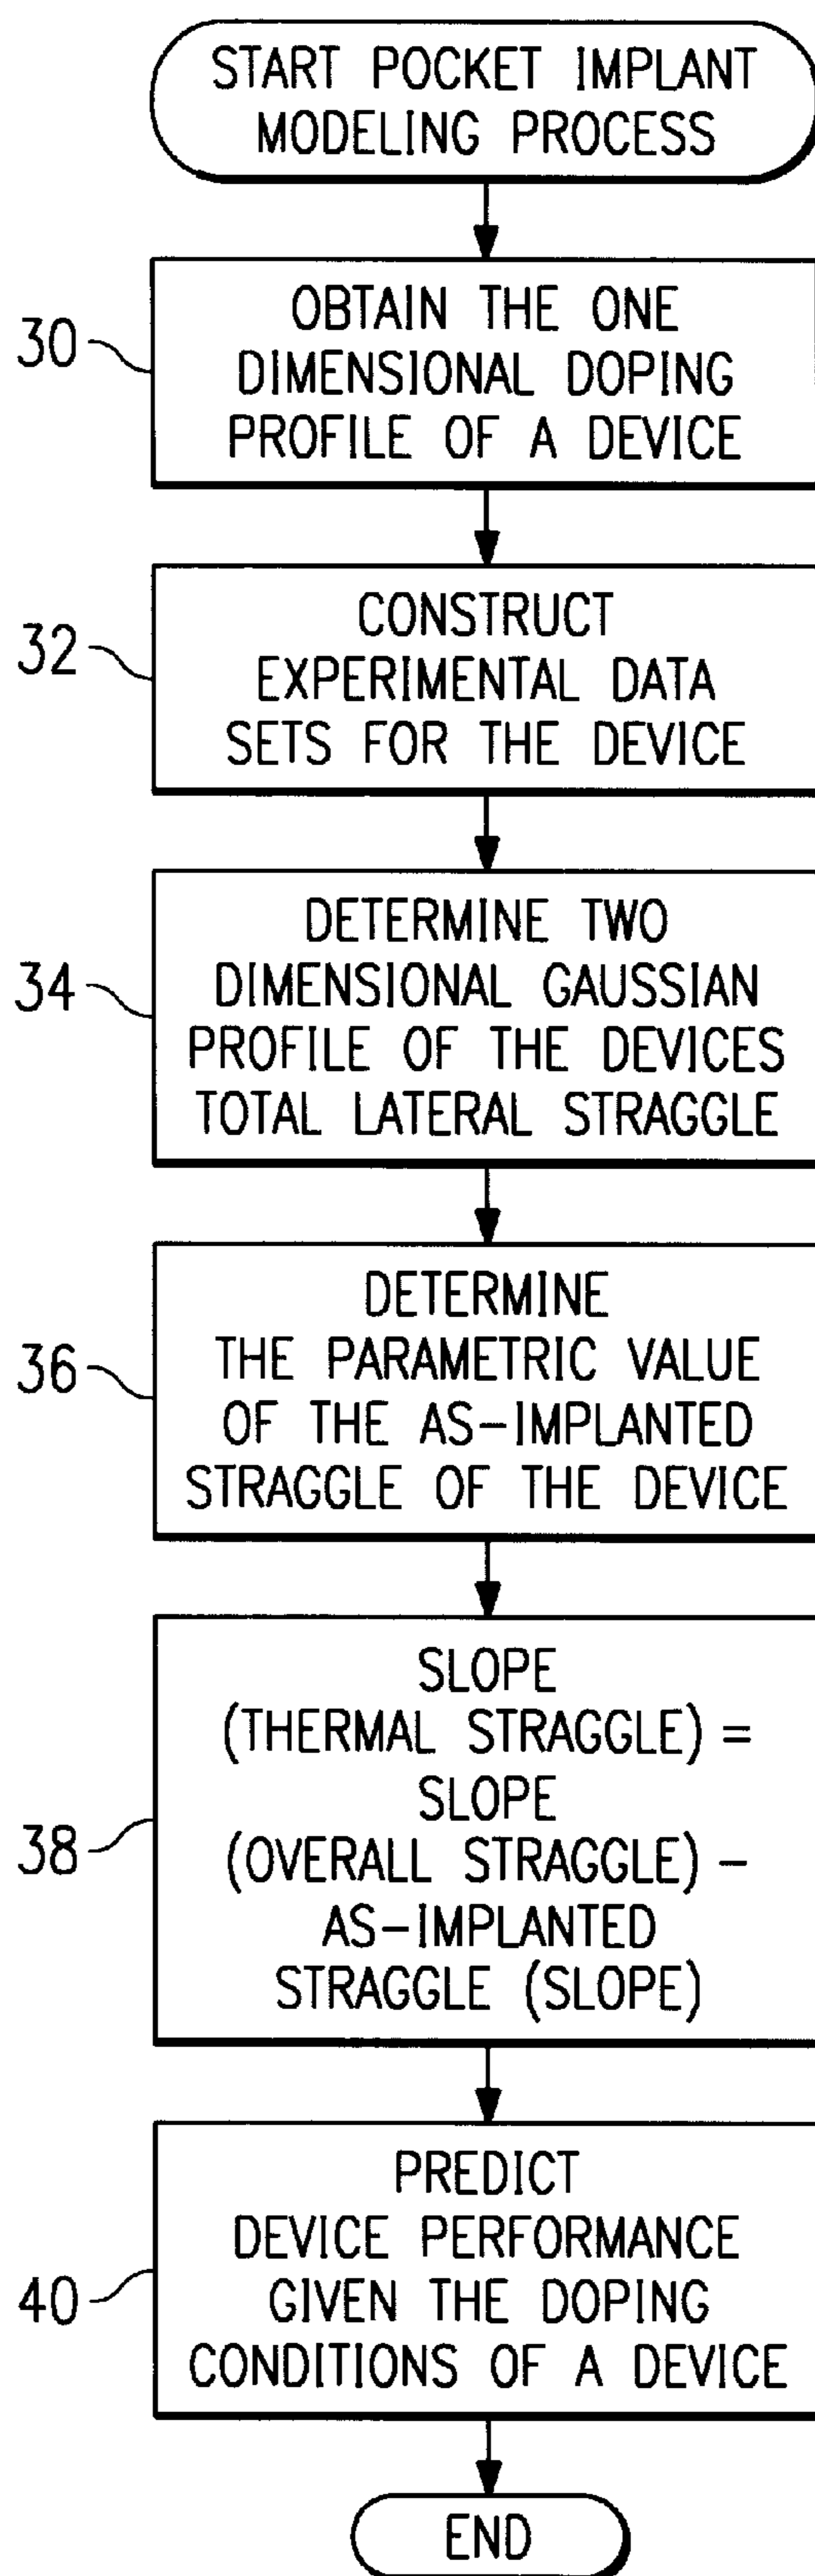 START POCKET IMPLANT
MODELING PROCESS
30
OBTAIN THE ONE
DIMENSIONAL DOPING
PROFILE OF A DEVICE
32
CONSTRUCT
EXPERIMENTAL DATA
SETS FOR THE DEVICE
34
DETERMINE TWO
DIMENSIONAL GAUSSIAN
PROFILE OF THE DEVICES
TOTAL LATERAL STRAGGLE
36
DETERMINE
THE PARAMETRIC VALUE
OF THE AS-IMPLANTED
STRAGGLE OF THE DEVICE
38
SLOPE
(THERMAL STRAGGLE) =
SLOPE
(OVERALL STRAGGLE) -
AS-IMPLANTED
STRAGGLE (SLOPE)
40
PREDICT
DEVICE PERFORMANCE
GIVEN THE DOPING
CONDITIONS OF A DEVICE
END